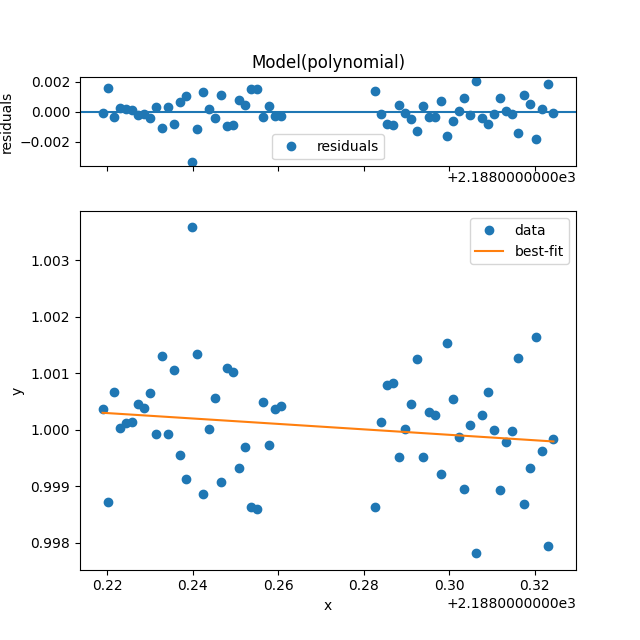 Model(polynomial)
0.002
0.000
−0.002
residuals
residuals
+2.1880000000e3
1.003
1.002
1.001
1.000
0.999
0.998
y
data
best-fit
0.22 0.24 0.26 0.28 0.30 0.32
x
+2.1880000000e3